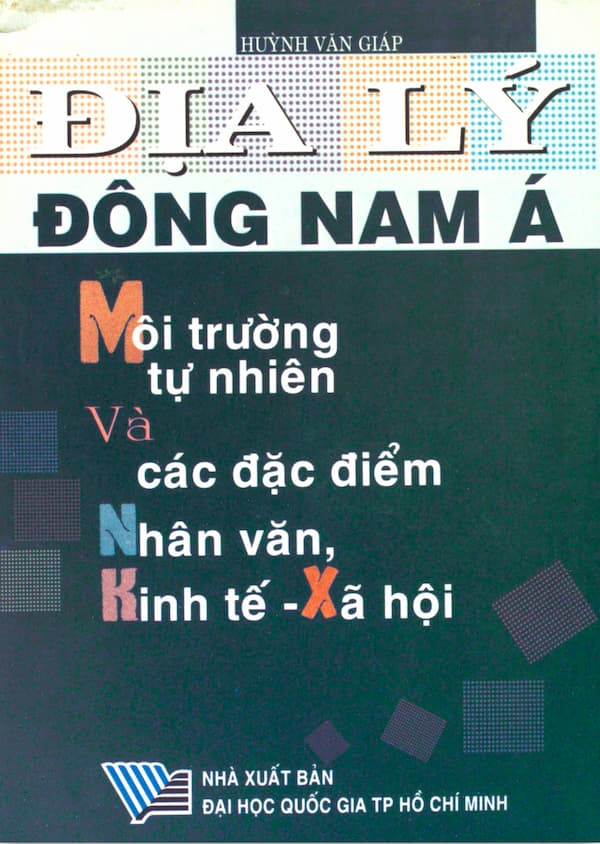 HUỲNH VĂN GIÁP
ĐỊA LÝ
ĐÔNG NAM Á
Môi trường
tự nhiên
Và
các đặc điểm
Nhân văn,
Kinh tế - Xã hội
NHÀ XUẤT BẢN
ĐẠI HỌC QUỐC GIA TP HỒ CHÍ MINH